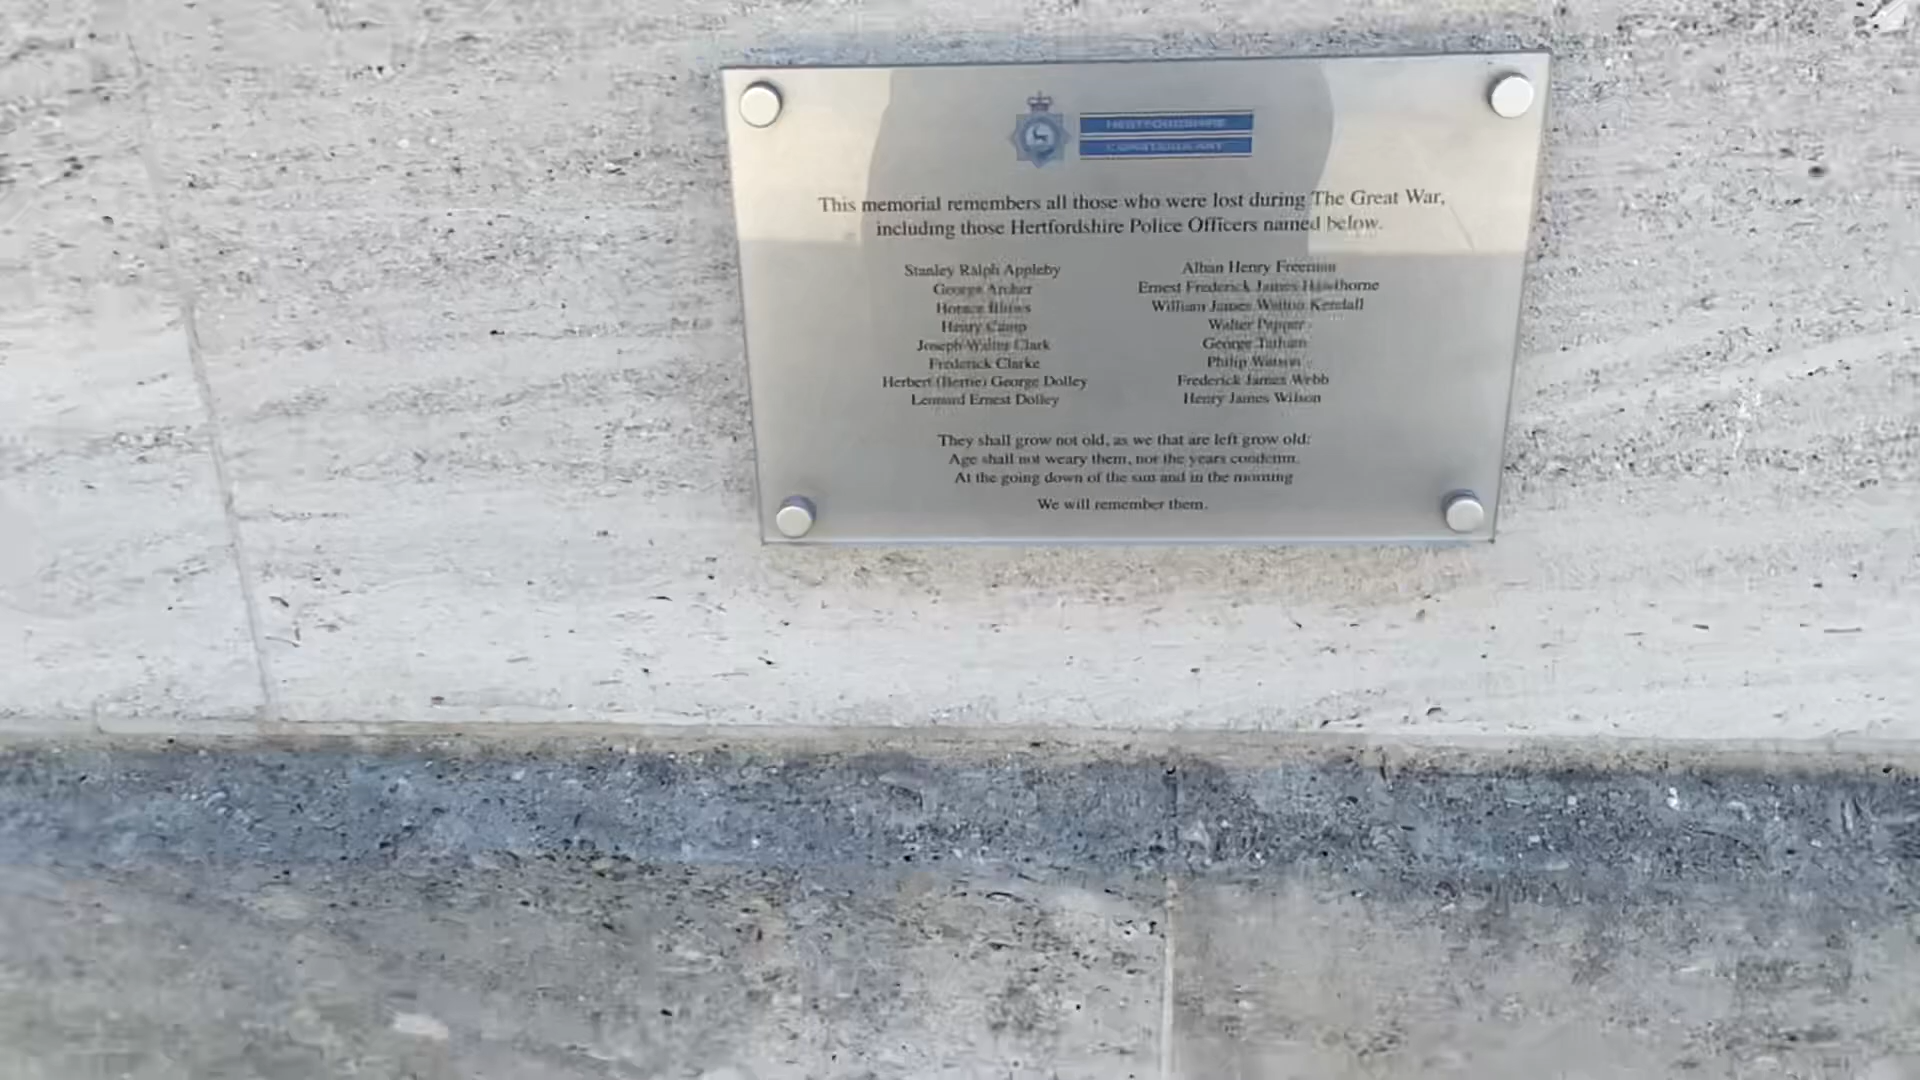 HERTFORDSHIRE
CONSTABULARY
This memorial remembers all those who were lost during The Great War,
including those Hertfordshire Police Officers named below.
Stanley Ralph Appleby
George Archer
Horace
Henry Camp
Joseph Walter Clark
Frederick Clarke
Herbert (Bertie) George Dolley
Leonard Ernest Dolley
Alban Henry Freeman
Ernest Frederick James Hawthorne
William James Kendall
Walter Pepper
George Tatham
Philip Watson
Frederick James Webb
Henry James Wilson
They shall grow not old, as we that are left grow old:
Age shall not weary them, nor the years condemn.
At the going down of the sun and in the morning
We will remember them.